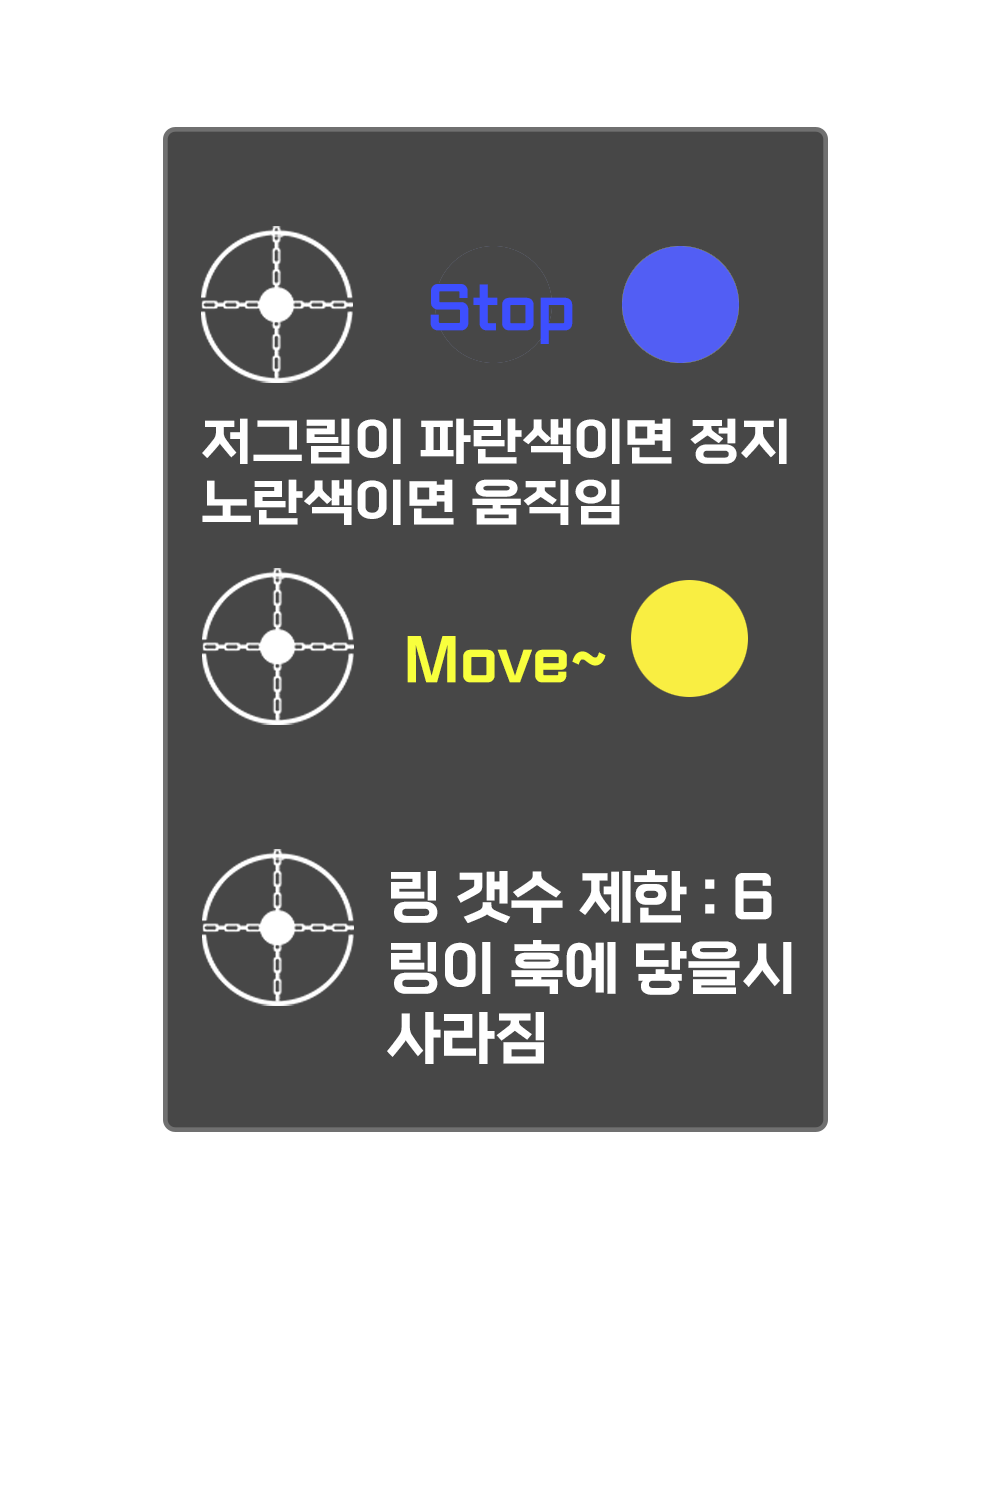 Stop
저그림이 파란색이면 정지
노란색이면 움직임
Move~
링 갯수 제한 : 6
링이 훅에 닿을시
사라짐